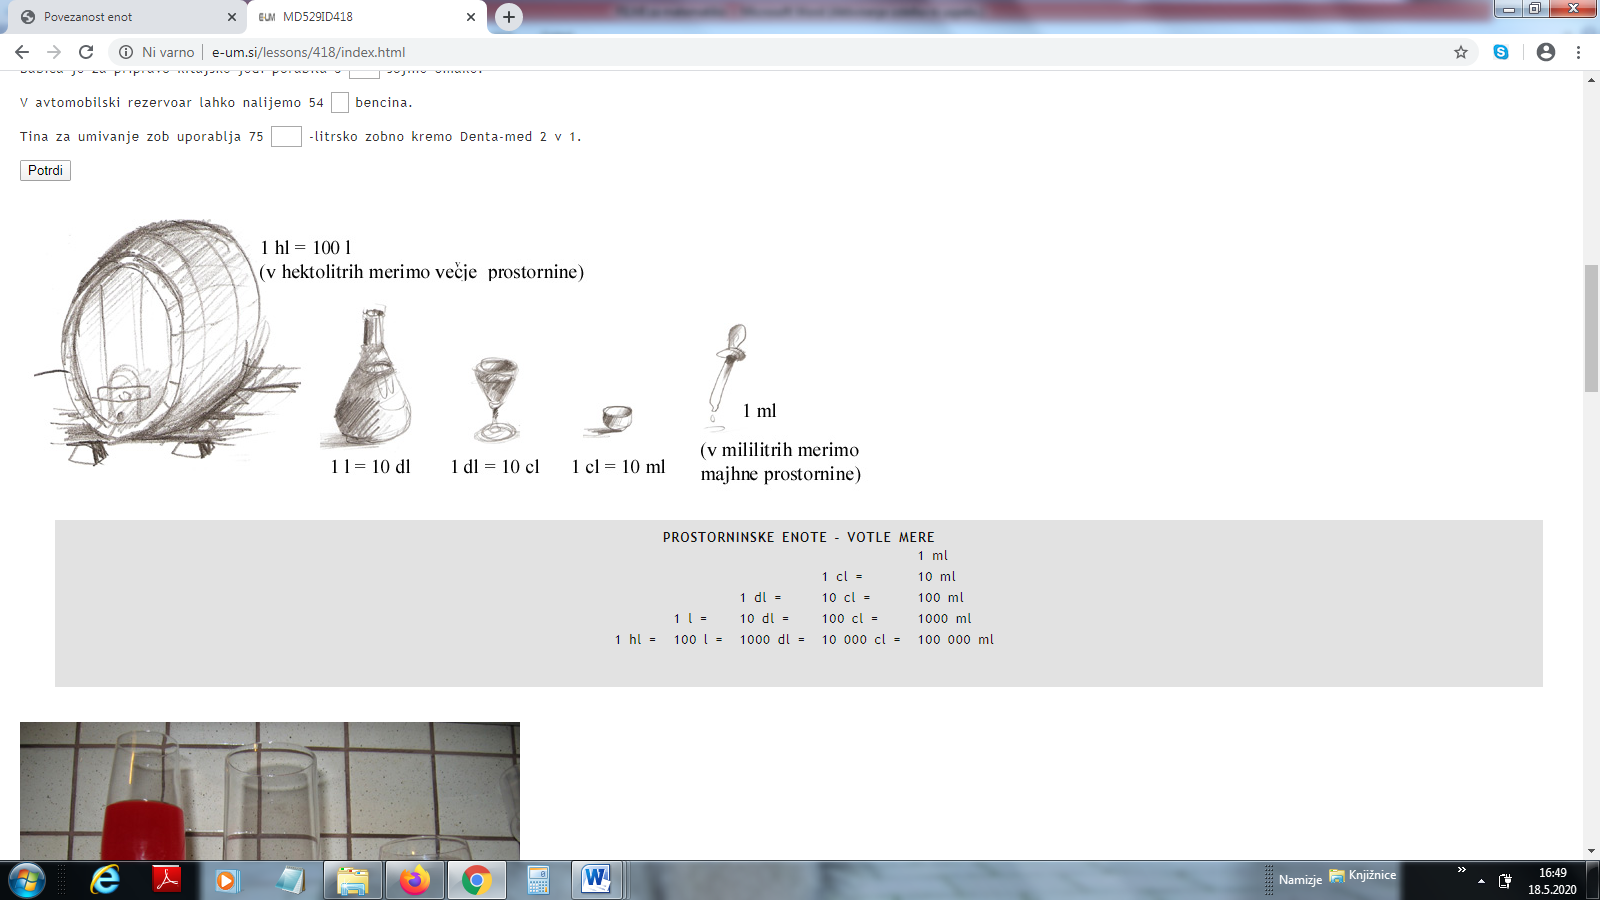 Povezanost enot
EUM MD529ID418
Ni varno
e-um.si/lessons/418/index.html
V avtomobilski rezervoar lahko nalijemo 54 bencina.
Tina za umivanje zob uporablja 75 -litrsko zobno kremo Denta-med 2 v 1.
Potrdi
1 hl = 100 l
(v hektolitrih merimo večje prostornine)
1 ml
(v mililitrih merimo
majhne prostornine)
1 l = 10 dl 1 dl = 10 cl 1 cl = 10 ml
PROSTORNINSKE ENOTE - VOTLE MERE
1 ml
1 cl = 10 ml
1 dl = 10 cl = 100 ml
1 l = 10 dl = 100 cl = 1000 ml
1 hl = 100 l = 1000 dl = 10 000 cl = 100 000 ml
Namizje
Knjižnice
16:49
18.5.2020